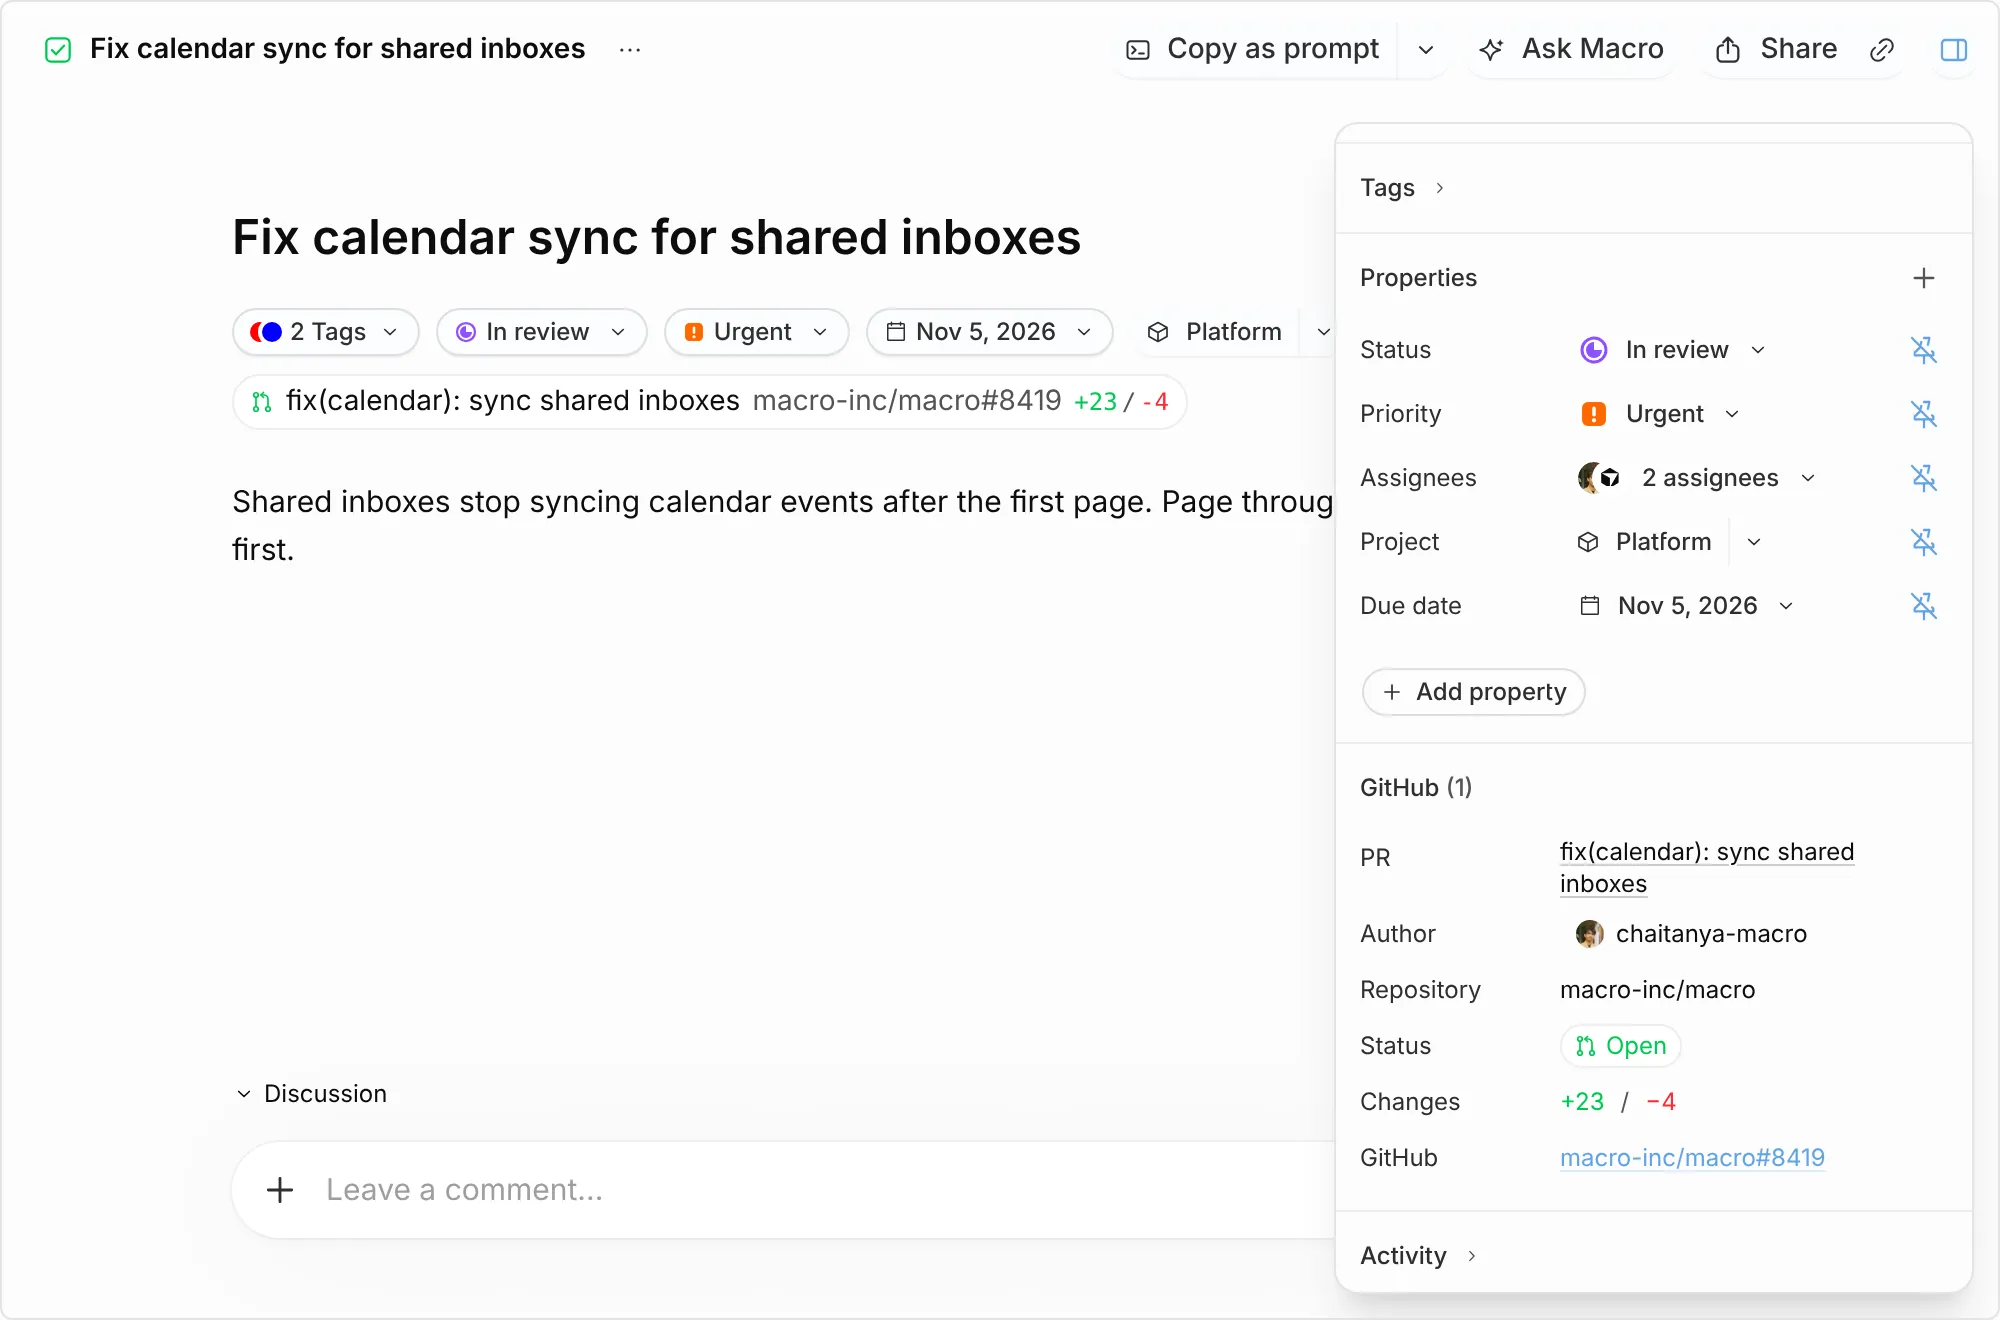 Fix calendar sync for shared inboxes ...
Copy as prompt
Ask Macro
Share
Fix calendar sync for shared inboxes
2 Tags
In review
Urgent
Nov 5, 2026
Platform
fix(calendar): sync shared inboxes macro-inc/macro#8419 +23 / -4
Shared inboxes stop syncing calendar events after the first page. Page throug
first.
Discussion
Leave a comment...
Tags
Properties
Status In review
Priority Urgent
Assignees 2 assignees
Project Platform
Due date Nov 5, 2026
Add property
GitHub (1)
PR fix(calendar): sync shared
inboxes
Author chaitanya-macro
Repository macro-inc/macro
Status Open
Changes +23 / −4
GitHub macro-inc/macro#8419
Activity